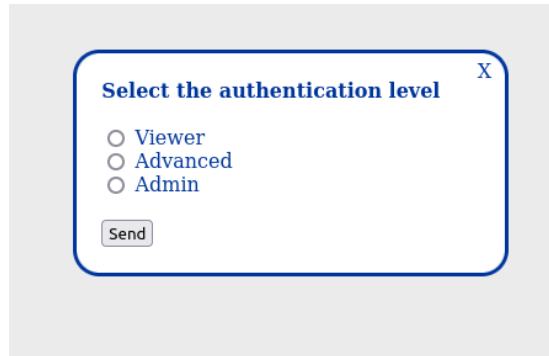 X
Select the authentication level
Viewer
Advanced
Admin
Send